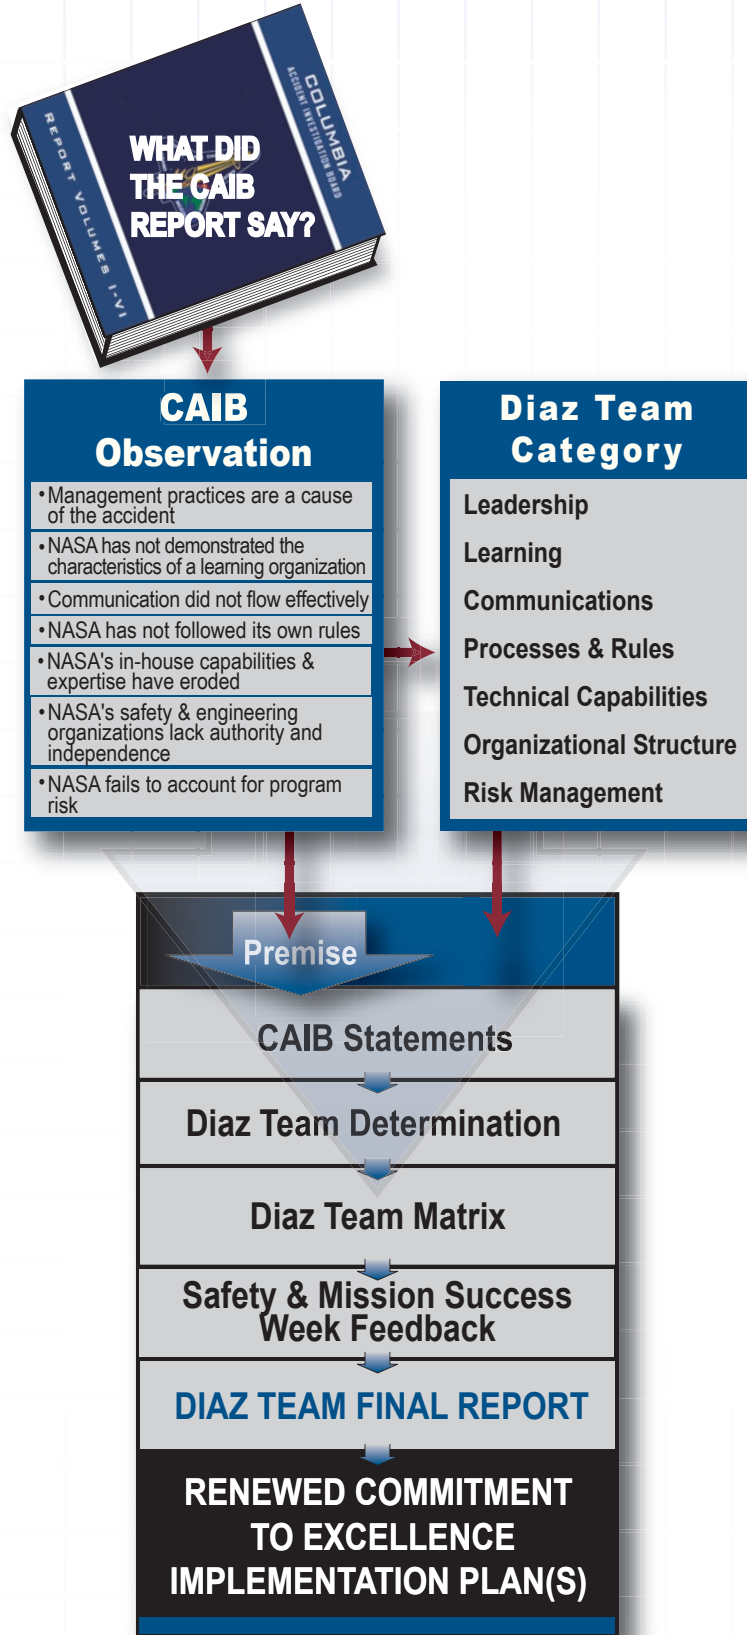 REPORT VOLUMES I-VI
WHAT DID
THE CAIB
REPORT SAY?
COLUMBIA
ACCIDENT INVESTIGATION BOARD
CAIB
Observation
• Management practices are a cause
of the accident
• NASA has not demonstrated the
characteristics of a learning organization
• Communication did not flow effectively
• NASA has not followed its own rules
• NASA's in-house capabilities &
expertise have eroded
• NASA's safety & engineering
organizations lack authority and
independence
• NASA fails to account for program
risk
Diaz Team
Category
Leadership
Learning
Communications
Processes & Rules
Technical Capabilities
Organizational Structure
Risk Management
Premise
CAIB Statements
Diaz Team Determination
Diaz Team Matrix
Safety & Mission Success
Week Feedback
DIAZ TEAM FINAL REPORT
RENEWED COMMITMENT
TO EXCELLENCE
IMPLEMENTATION PLAN(S)